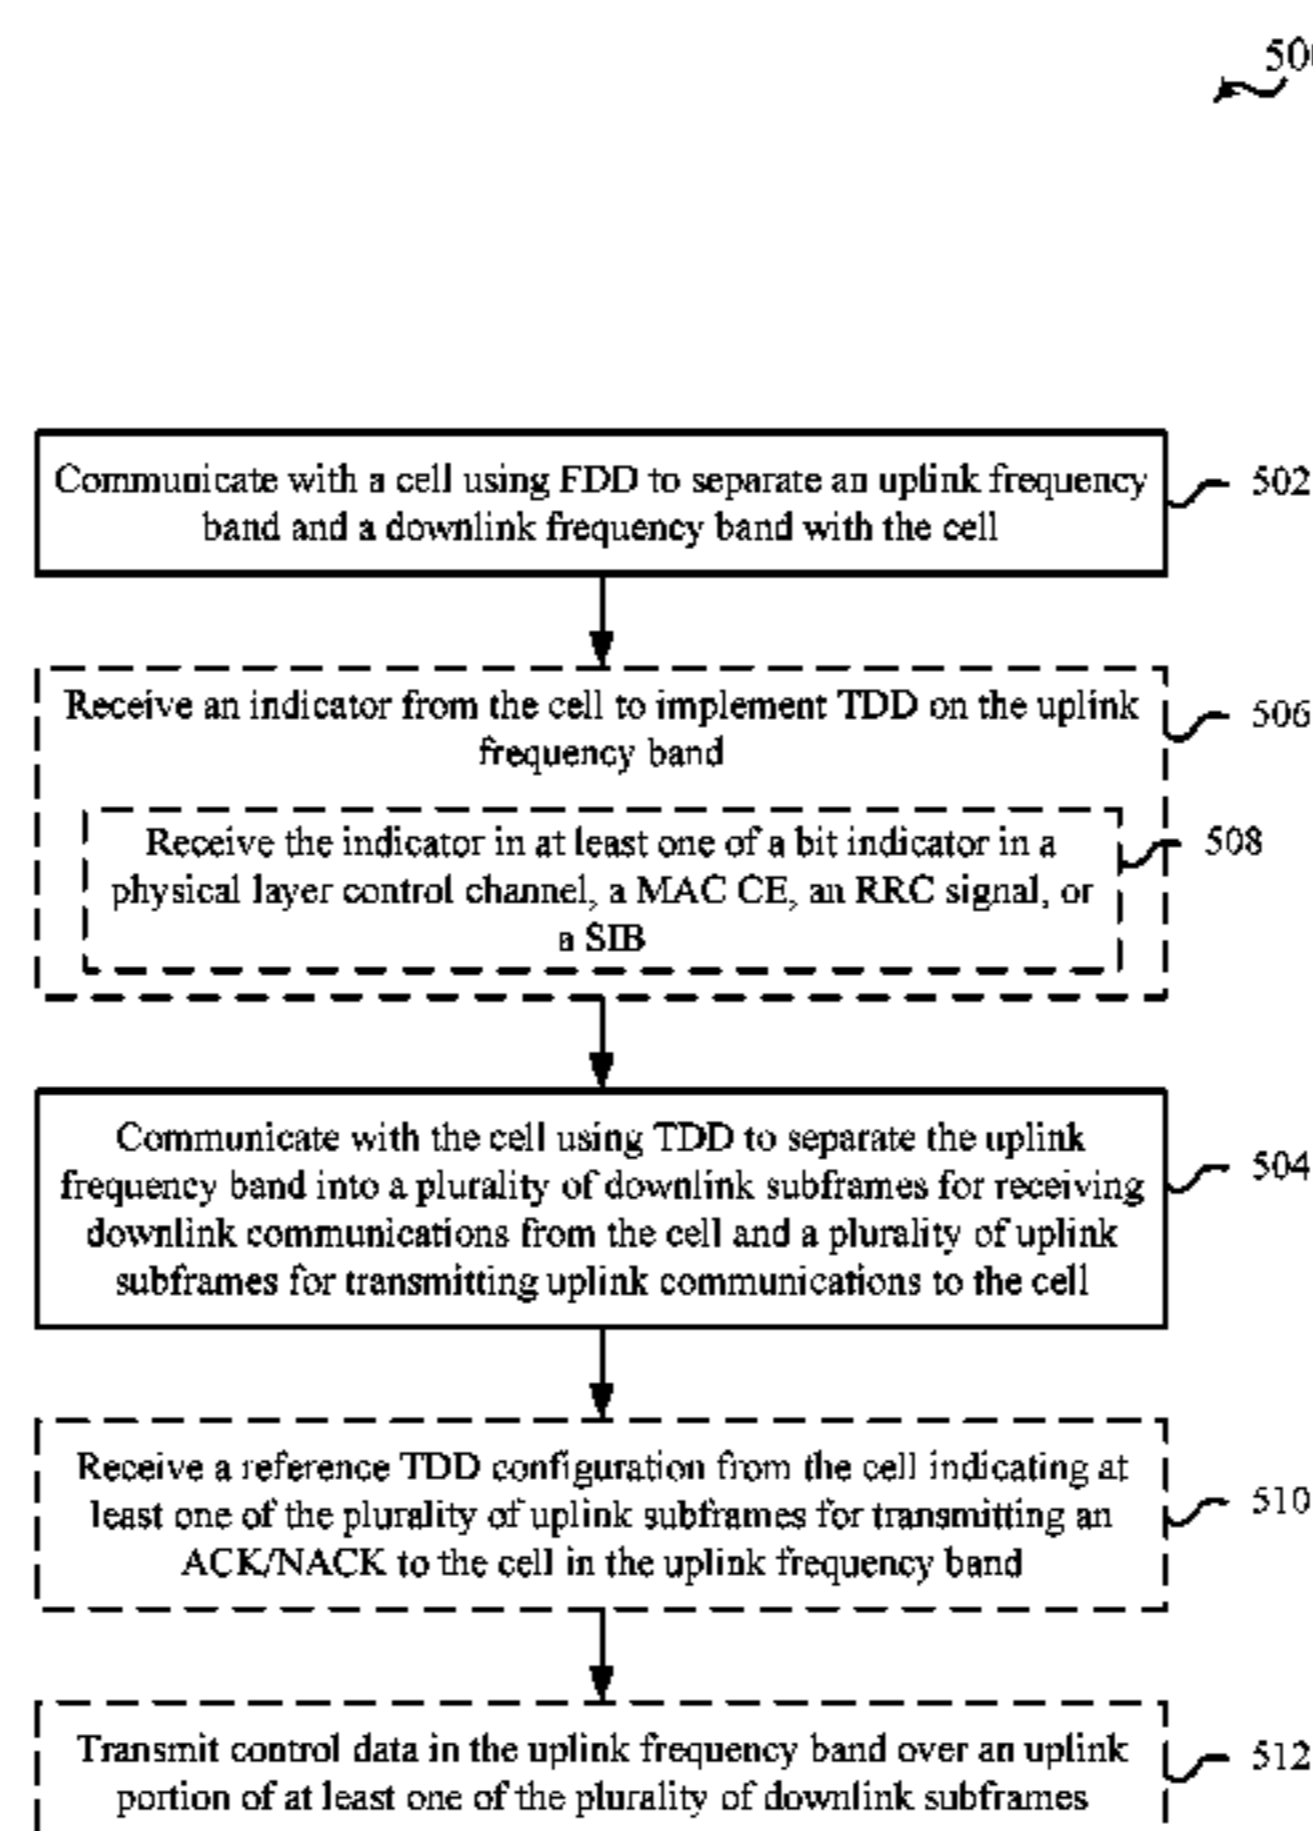 Communicate with a cell using FDD to separate an uplink frequency
band and a downlink frequency band with the cell
502
Receive an indicator from the cell to implement TDD on the uplink
frequency band
506
Receive the indicator in at least one of a bit indicator in a
physical layer control channel, a MAC CE, an RRC signal, or
a SIB
508
Communicate with the cell using TDD to separate the uplink
frequency band into a plurality of downlink subframes for receiving
downlink communications from the cell and a plurality of uplink
subframes for transmitting uplink communications to the cell
504
Receive a reference TDD configuration from the cell indicating at
least one of the plurality of uplink subframes for transmitting an
ACK/NACK to the cell in the uplink frequency band
510
Transmit control data in the uplink frequency band over an uplink
portion of at least one of the plurality of downlink subframes
512